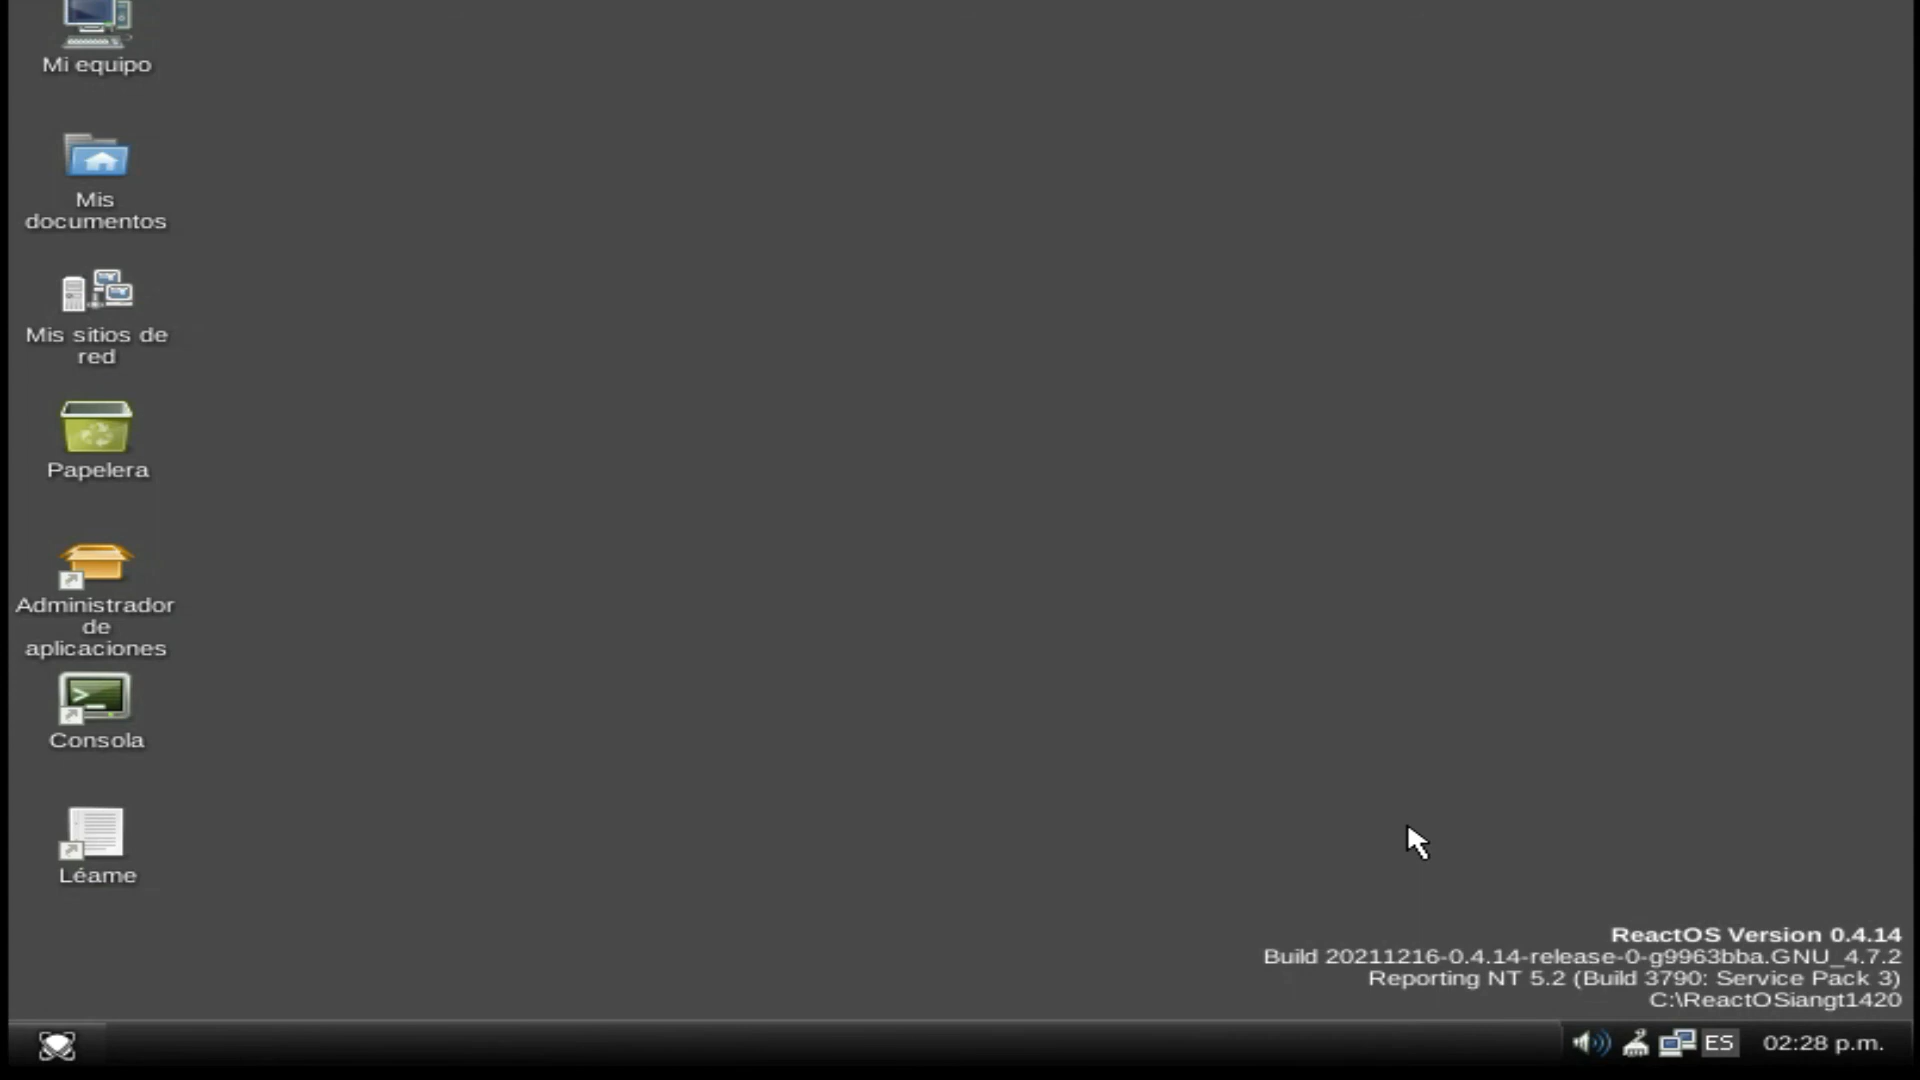 Mi equipo
Mis
documentos
Mis sitios de
red
Papelera
Administrador
de
aplicaciones
Consola
Léame
ReactOS Version 0.4.14
Build 20211216-0.4.14-release-0-g9963bba.GNU_4.7.2
Reporting NT 5.2 (Build 3790: Service Pack 3)
C:\ReactOSiangt1420
ES
02:28 p.m.